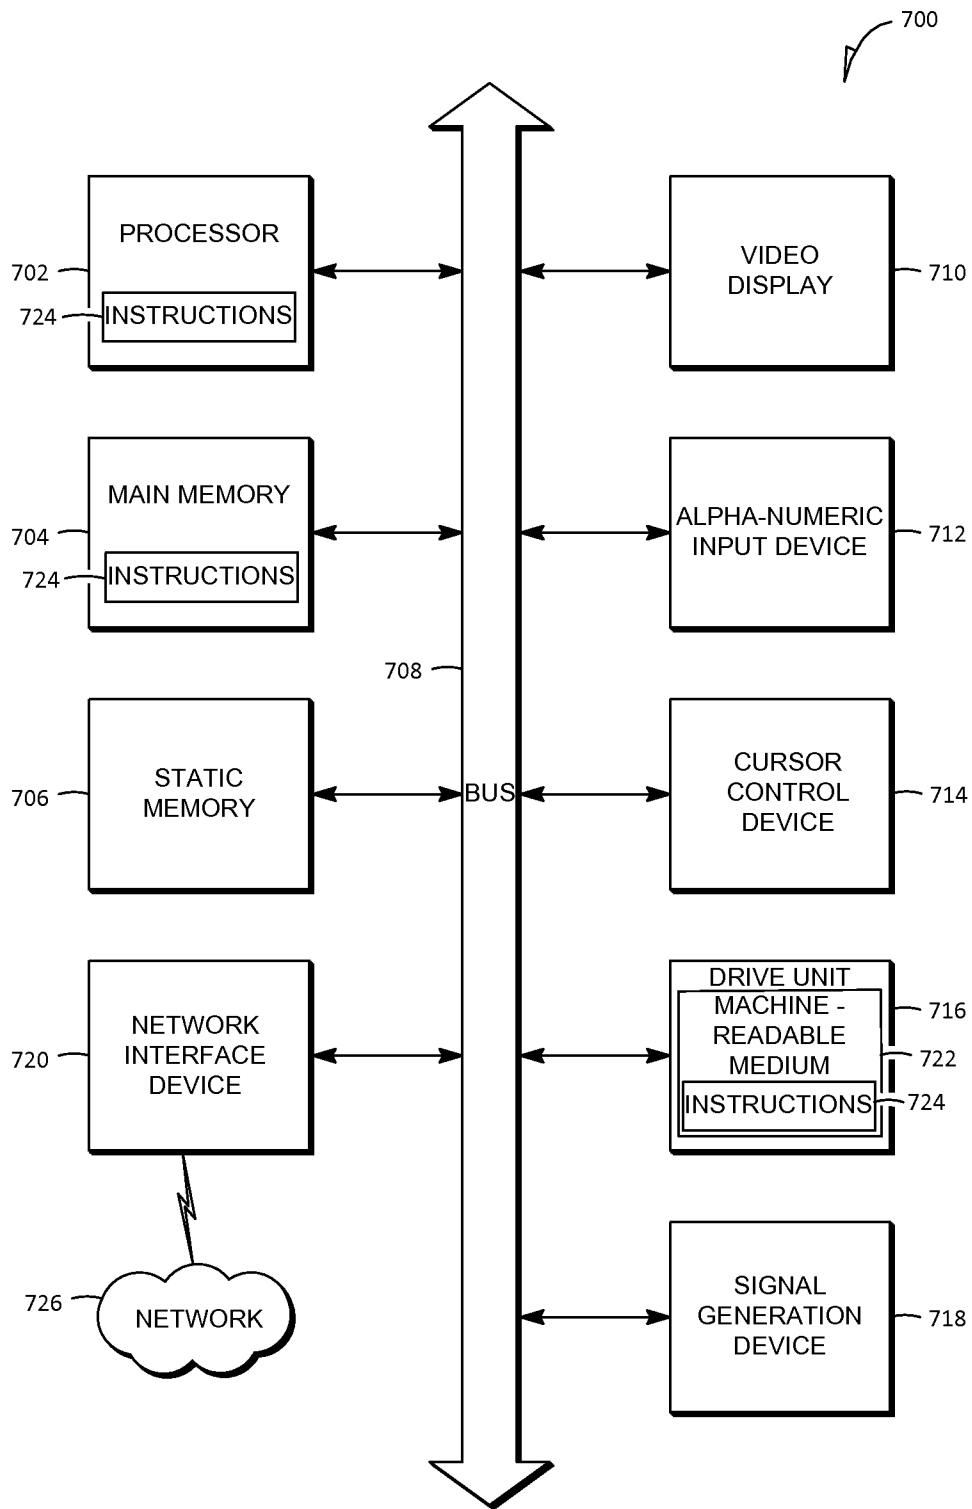 700
PROCESSOR
702
724
INSTRUCTIONS
VIDEO
DISPLAY
710
MAIN MEMORY
704
724
INSTRUCTIONS
ALPHA-NUMERIC
INPUT DEVICE
712
708
STATIC
MEMORY
706
BUS
CURSOR
CONTROL
DEVICE
714
NETWORK
INTERFACE
DEVICE
720
DRIVE UNIT
716
MACHINE -
READABLE
MEDIUM
722
INSTRUCTIONS
724
726
NETWORK
SIGNAL
GENERATION
DEVICE
718